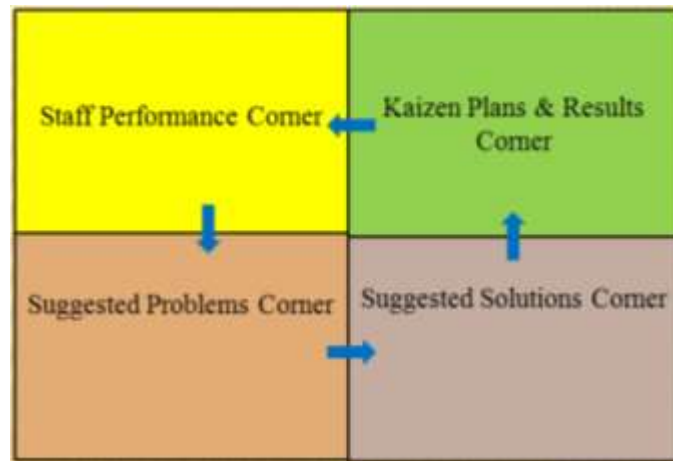 Staff Performance Corner
Kaizen Plans & Results
Corner
Suggested Problems Corner
Suggested Solutions Corner